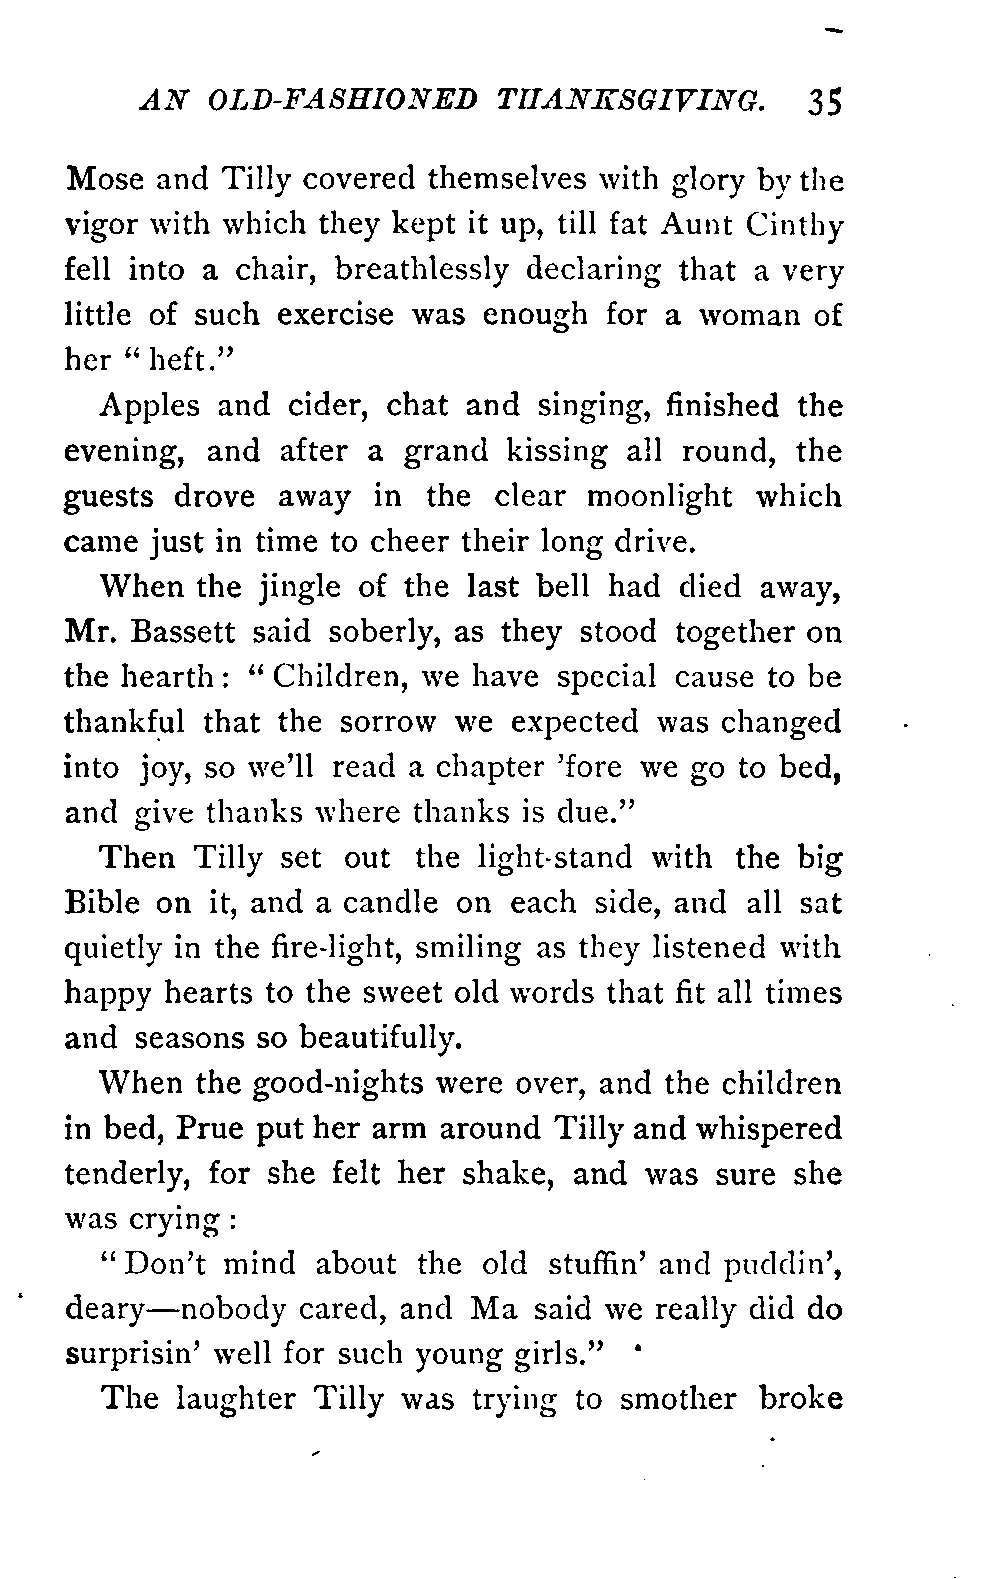 AN OLD-FASHIONED THANKSGIVING. 35
Mose and Tilly covered themselves with glory by the
vigor with which they kept it up, till fat Aunt Cinthy
fell into a chair, breathlessly declaring that a very
little of such exercise was enough for a woman of
her “ heft.”
Apples and cider, chat and singing, finished the
evening, and after a grand kissing all round, the
guests drove away in the clear moonlight which
came just in time to cheer their long drive.
When the jingle of the last bell had died away,
Mr. Bassett said soberly, as they stood together on
the hearth : “ Children, we have special cause to be
thankful that the sorrow we expected was changed
into joy, so we’ll read a chapter ’fore we go to bed,
and give thanks where thanks is due.”
Then Tilly set out the light-stand with the big
Bible on it, and a candle on each side, and all sat
quietly in the fire-light, smiling as they listened with
happy hearts to the sweet old words that fit all times
and seasons so beautifully.
When the good-nights were over, and the children
in bed, Prue put her arm around Tilly and whispered
tenderly, for she felt her shake, and was sure she
was crying :
“ Don’t mind about the old stuffin’ and puddin’,
deary—nobody cared, and Ma said we really did do
surprisin’ well for such young girls.”
The laughter Tilly was trying to smother broke